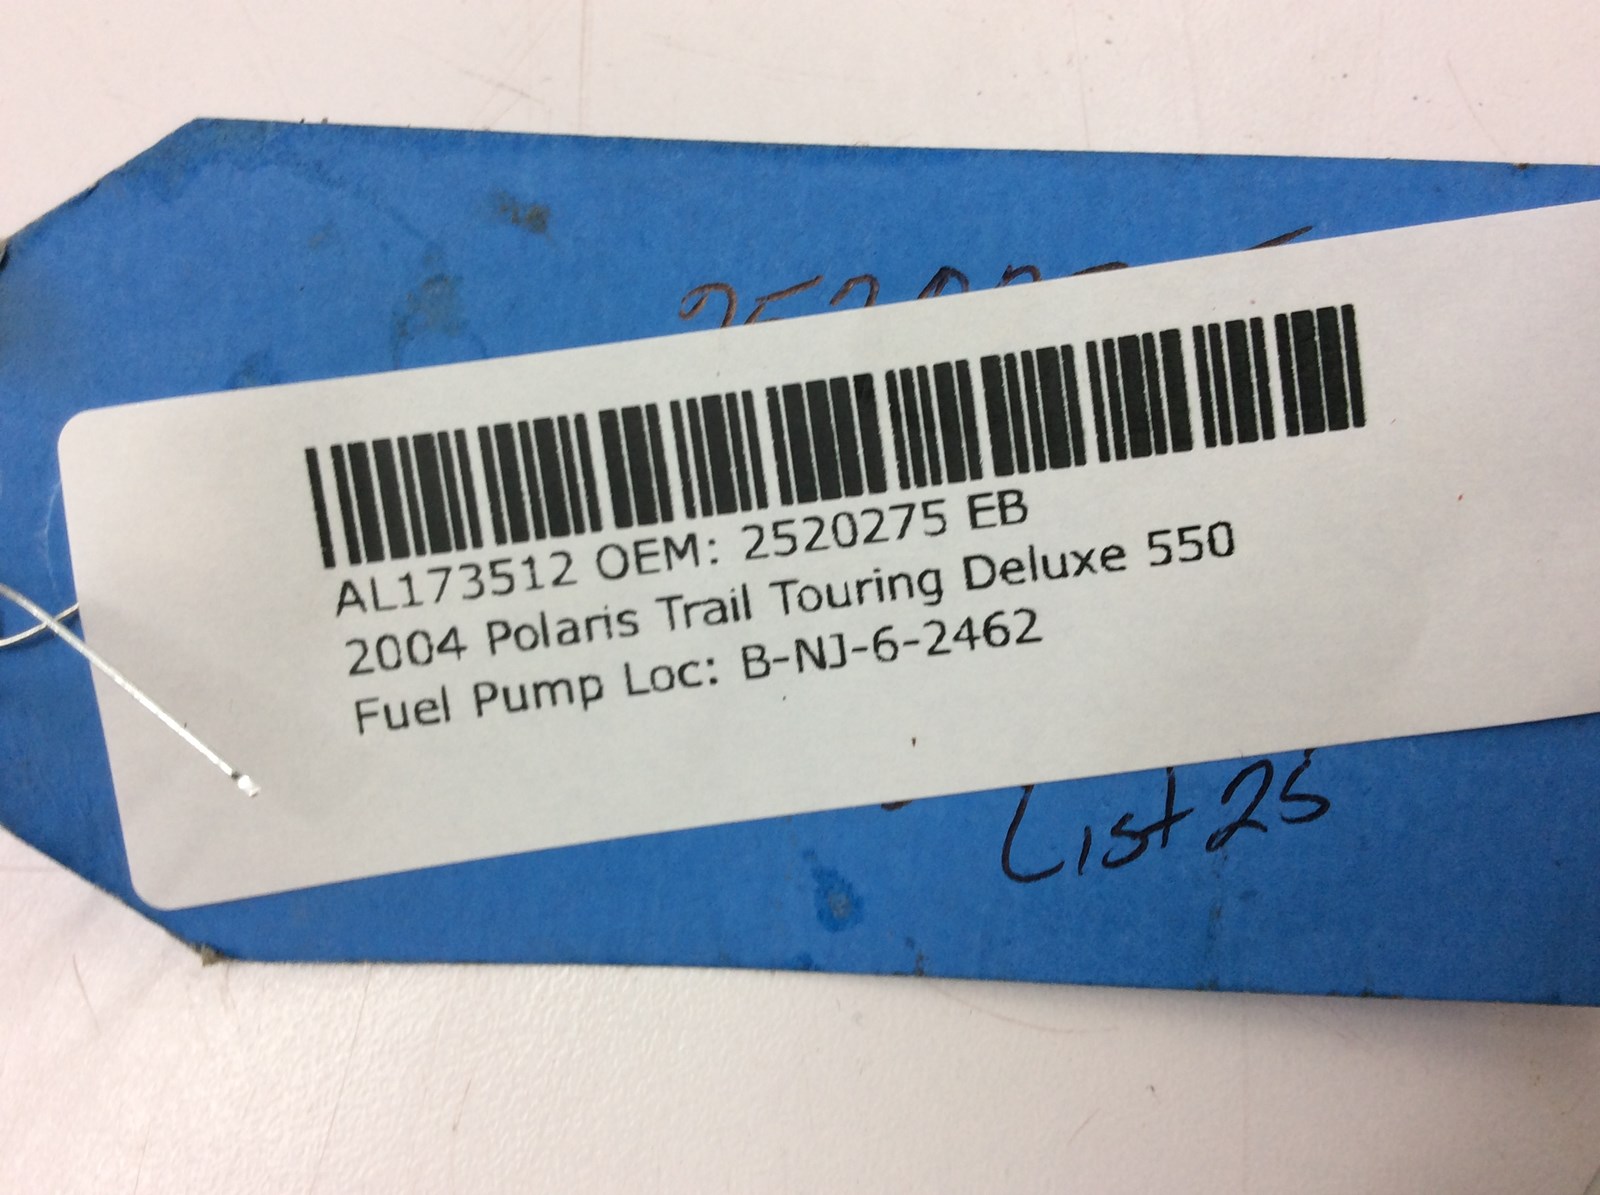 AL173512 OEM: 2520275 EB
2004 Polaris Trail Touring Deluxe 550
Fuel Pump Loc: B-NJ-6-2462
List 25